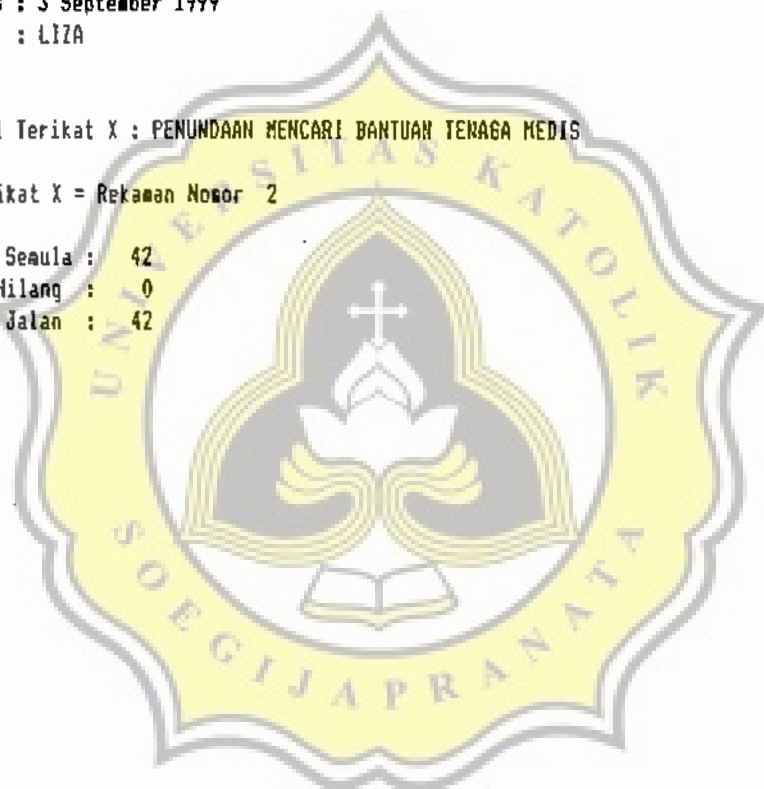 : 3 September 1999
: LIZA
Terikat X : PENUNDAAN MENCARI BANTUAN TENAGA MEDIS
ikat X = Rekaman Nomor 2
Semula : 42
Hilang : 0
Jalan : 42
UNIVERSITAS KATOLIK
SOEGIJAPRANATA